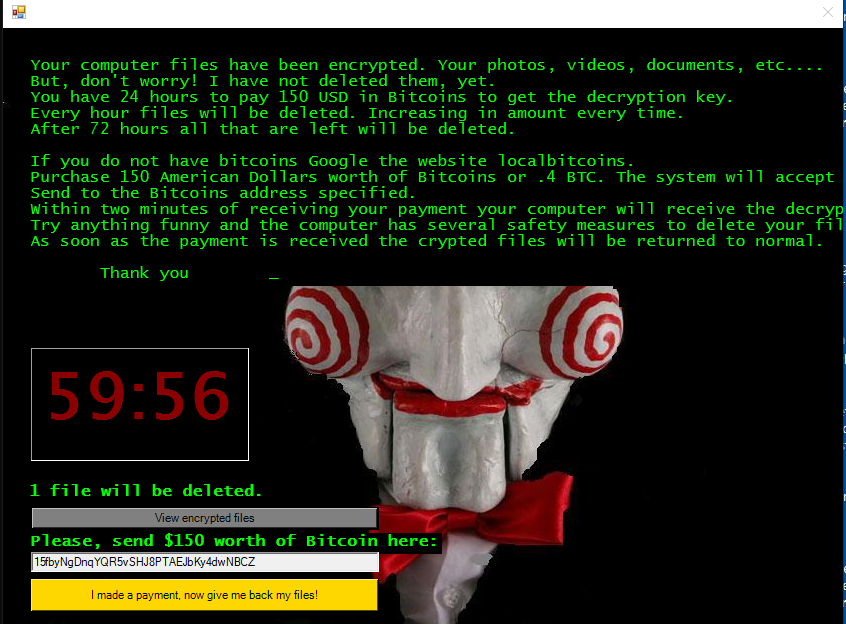 Your computer files have been encrypted. Your photos, videos, documents, etc....
But, don't worry! I have not deleted them, yet.
You have 24 hours to pay 150 USD in Bitcoins to get the decryption key.
Every hour files will be deleted. Increasing in amount every time.
After 72 hours all that are left will be deleted.
If you do not have bitcoins Google the website localbitcoins.
Purchase 150 American Dollars worth of Bitcoins or .4 BTC. The system will accept
Send to the Bitcoins address specified.
Within two minutes of receiving your payment your computer will receive the decryp
Try anything funny and the computer has several safety measures to delete your fil
As soon as the payment is received the crypted files will be returned to normal.
Thank you _
59:56
1 file will be deleted.
View encrypted files
Please, send $150 worth of Bitcoin here:
15fbyNgDnqYQR5vSHJ8PTAEJbKy4dwNBCZ
I made a payment, now give me back my files!